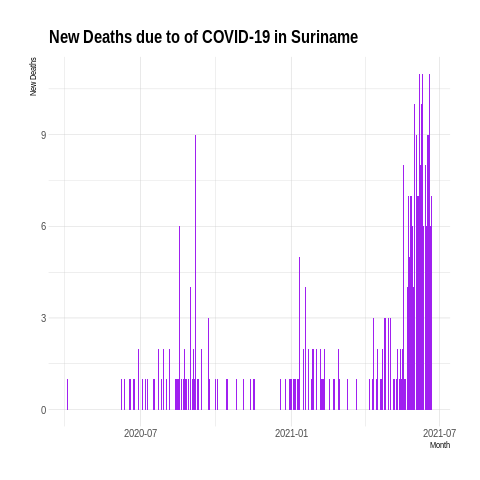 New Deaths due to of COVID-19 in Suriname
New Deaths
9
6
3
0
2020-07
2021-01
2021-07
Month